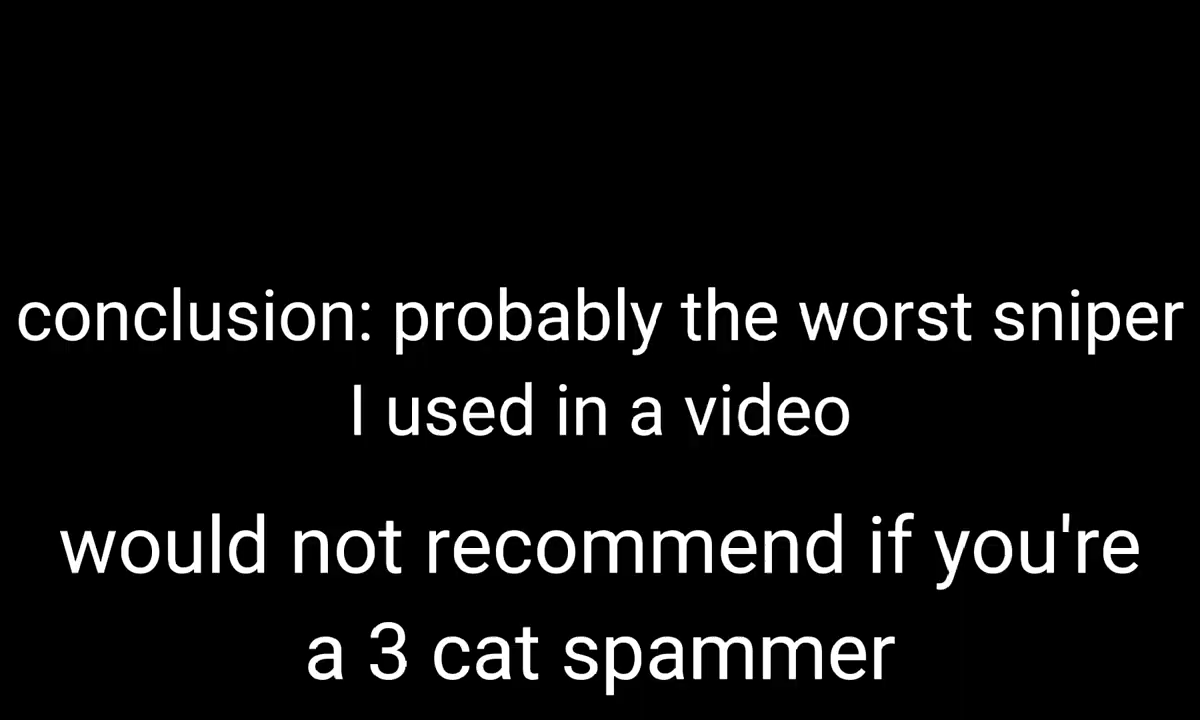 conclusion: probably the worst sniper
I used in a video
would not recommend if you're
a 3 cat spammer